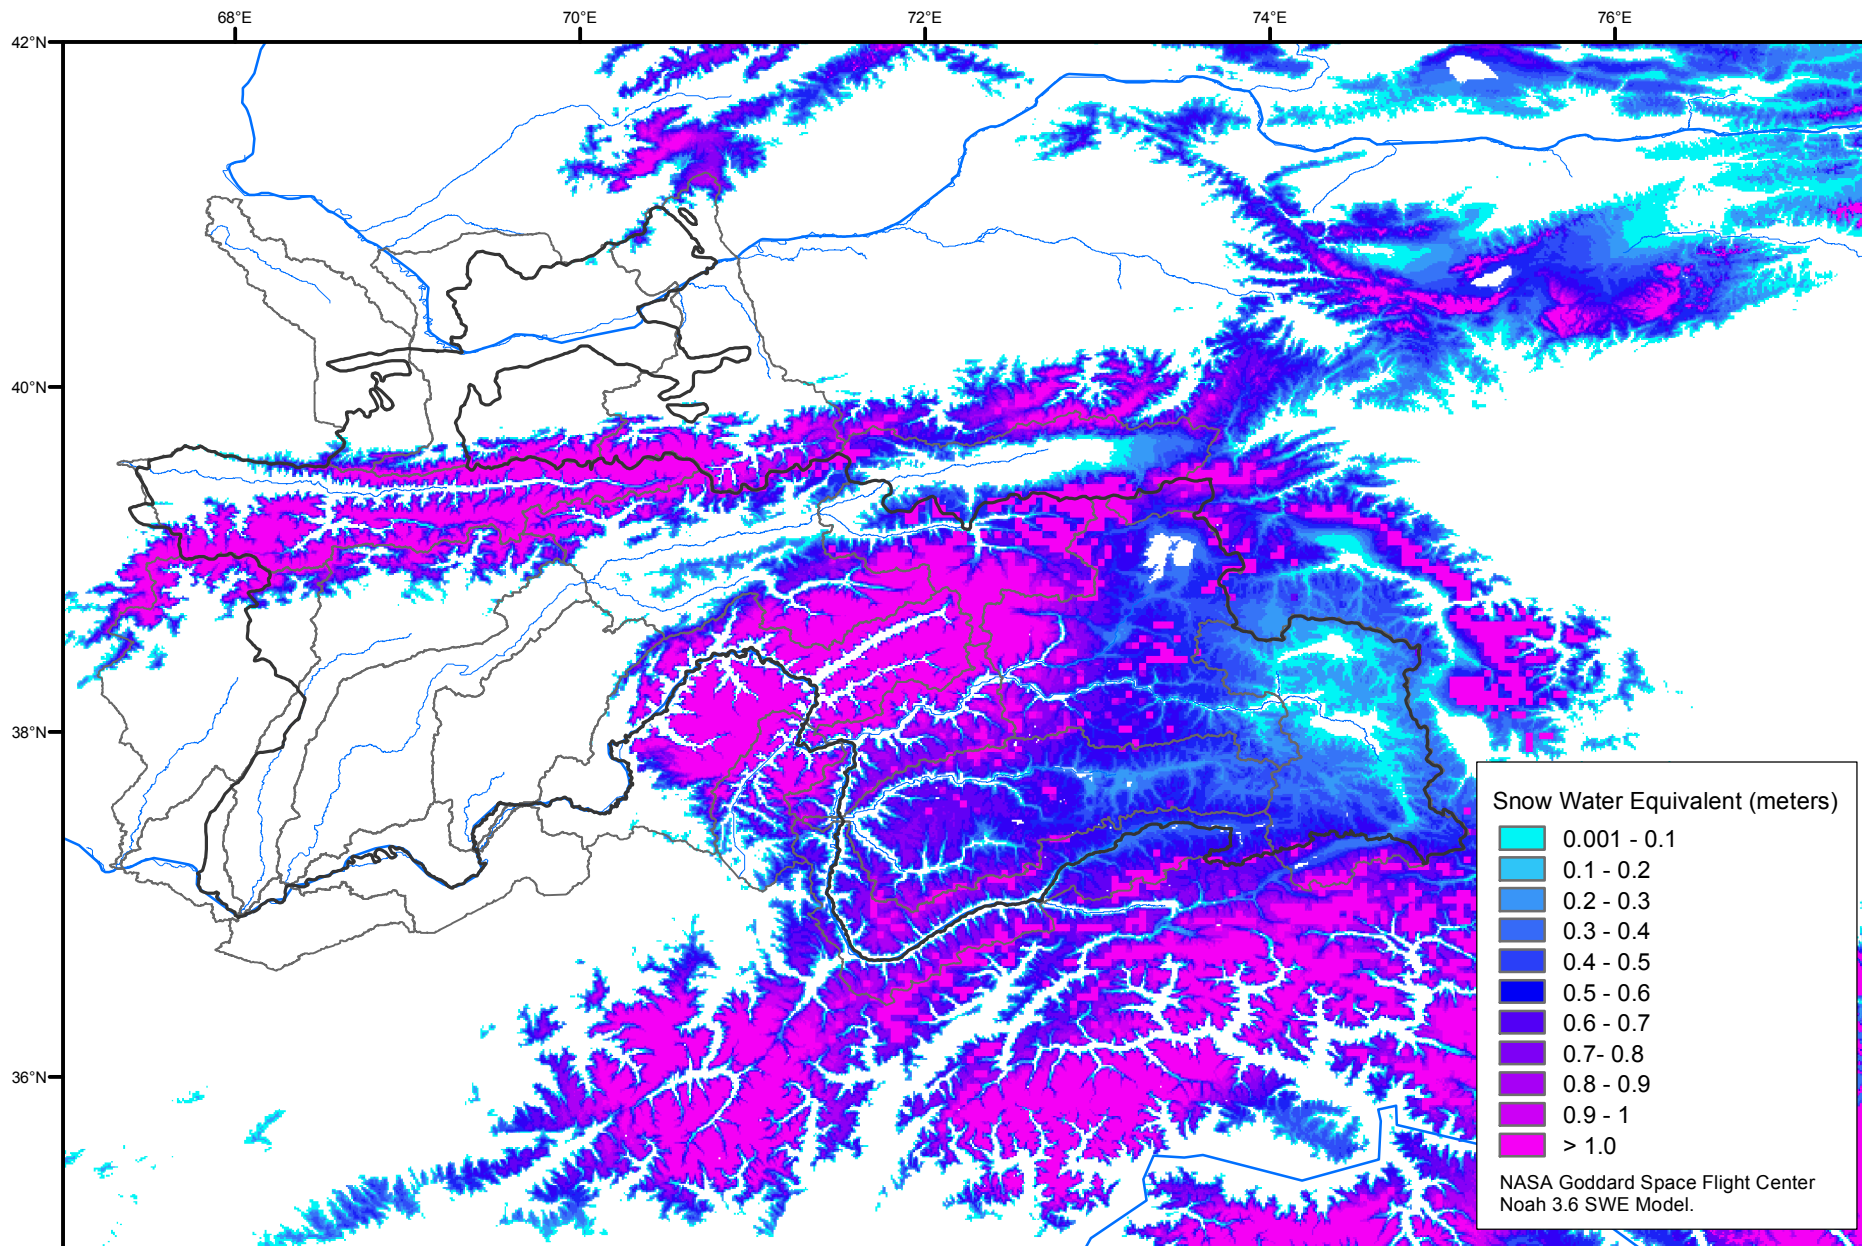 68°E
70°E
72°E
74°E
76°E
42°N
40°N
38°N
36°N
Snow Water Equivalent (meters)
0.001 - 0.1
0.1 - 0.2
0.2 - 0.3
0.3 - 0.4
0.4 - 0.5
0.5 - 0.6
0.6 - 0.7
0.7- 0.8
0.8 - 0.9
0.9 - 1
> 1.0
NASA Goddard Space Flight Center
Noah 3.6 SWE Model.